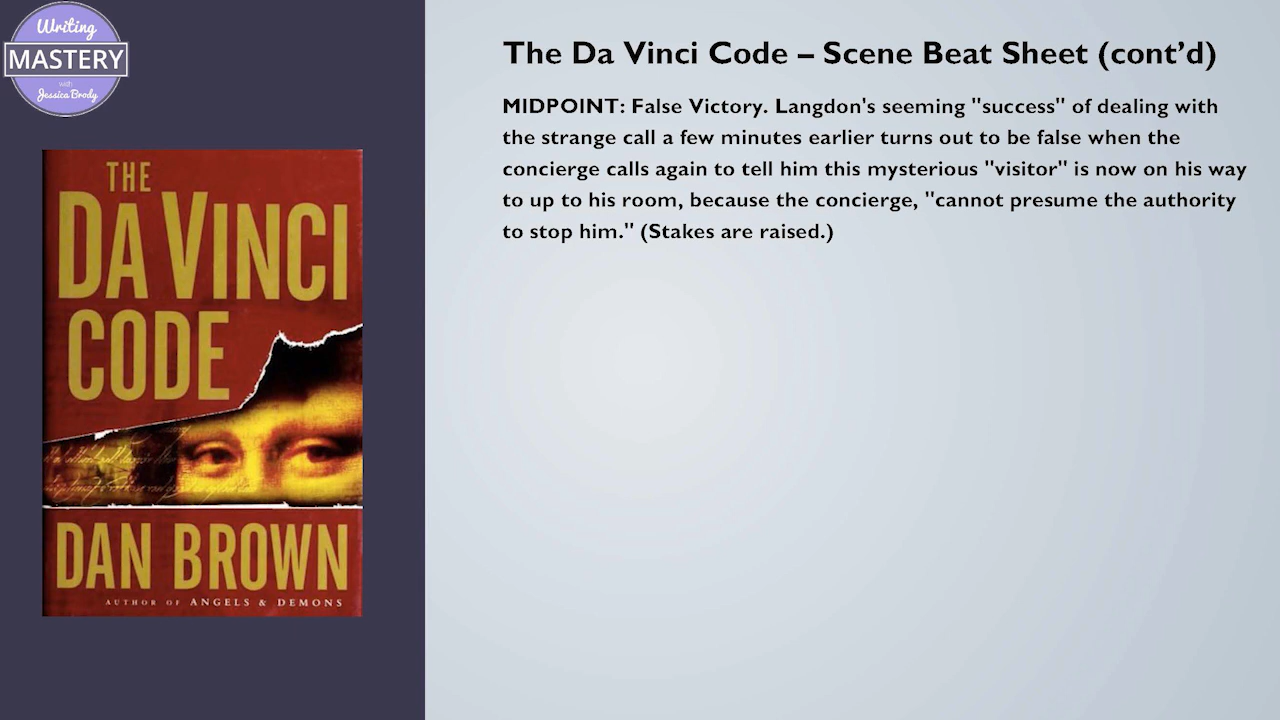 Writing
MASTERY
with
Jessica Brody
THE
DA VINCI
CODE
DAN BROWN
AUTHOR OF ANGELS & DEMONS
The Da Vinci Code – Scene Beat Sheet (cont’d)
MIDPOINT: False Victory. Langdon's seeming "success" of dealing with
the strange call a few minutes earlier turns out to be false when the
concierge calls again to tell him this mysterious "visitor" is now on his way
to up to his room, because the concierge, "cannot presume the authority
to stop him." (Stakes are raised.)